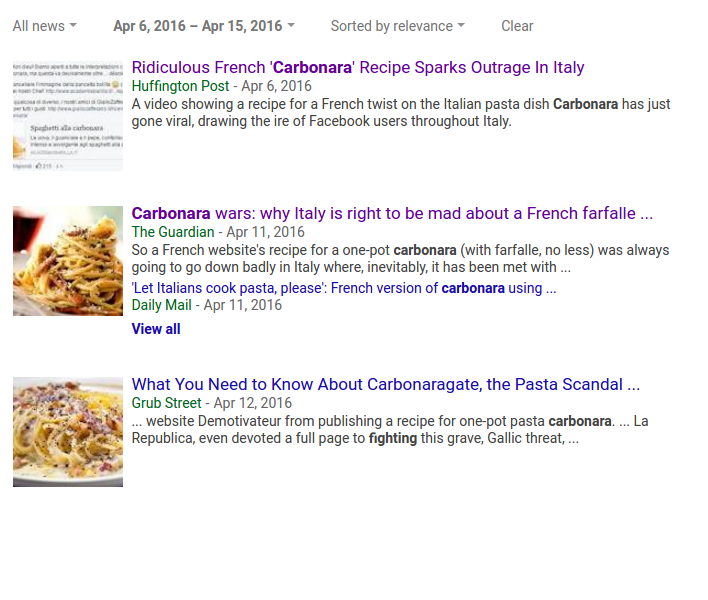 All news Apr 6, 2016 – Apr 15, 2016 Sorted by relevance Clear
Ridiculous French 'Carbonara' Recipe Sparks Outrage In Italy
Huffington Post - Apr 6, 2016
A video showing a recipe for a French twist on the Italian pasta dish Carbonara has just
gone viral, drawing the ire of Facebook users throughout Italy.
Spaghetti alla carbonara
Carbonara wars: why Italy is right to be mad about a French farfalle ...
The Guardian - Apr 11, 2016
So a French website's recipe for a one-pot carbonara (with farfalle, no less) was always
going to go down badly in Italy where, inevitably, it has been met with ...
'Let Italians cook pasta, please': French version of carbonara using ...
Daily Mail - Apr 11, 2016
View all
What You Need to Know About Carbonaragate, the Pasta Scandal ...
Grub Street - Apr 12, 2016
... website Demotivateur from publishing a recipe for one-pot pasta carbonara. ... La
Republica, even devoted a full page to fighting this grave, Gallic threat, ...